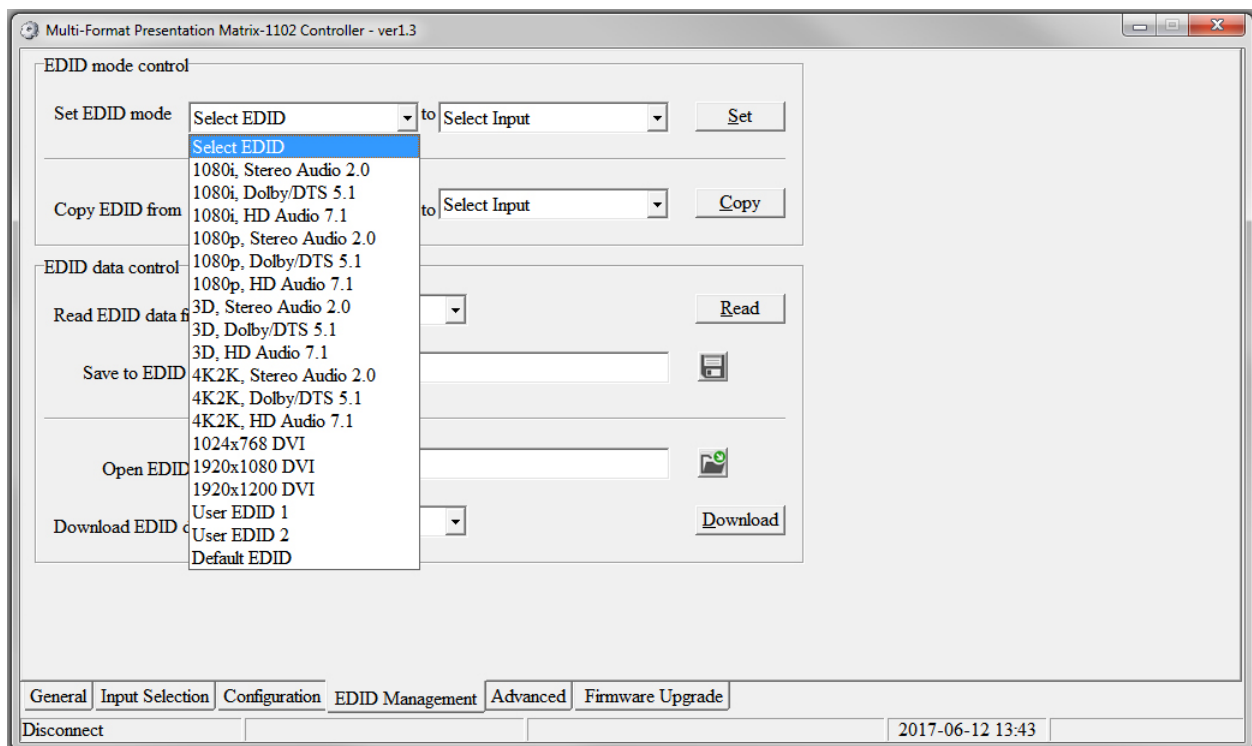 Multi-Format Presentation Matrix-1102 Controller - ver1.3
EDID mode control
Set EDID mode Select EDID to Select Input Set
Select EDID
1080i, Stereo Audio 2.0
1080i, Dolby/DTS 5.1
1080i, HD Audio 7.1
1080p, Stereo Audio 2.0
1080p, Dolby/DTS 5.1
1080p, HD Audio 7.1
3D, Stereo Audio 2.0
3D, Dolby/DTS 5.1
3D, HD Audio 7.1
4K2K, Stereo Audio 2.0
4K2K, Dolby/DTS 5.1
4K2K, HD Audio 7.1
1024x768 DVI
1920x1080 DVI
1920x1200 DVI
User EDID 1
User EDID 2
Default EDID
Copy EDID from to Select Input Copy
EDID data control
Read EDID data Read
Save to EDID
Open EDID
Download EDID Download
General Input Selection Configuration EDID Management Advanced Firmware Upgrade
Disconnect 2017-06-12 13:43